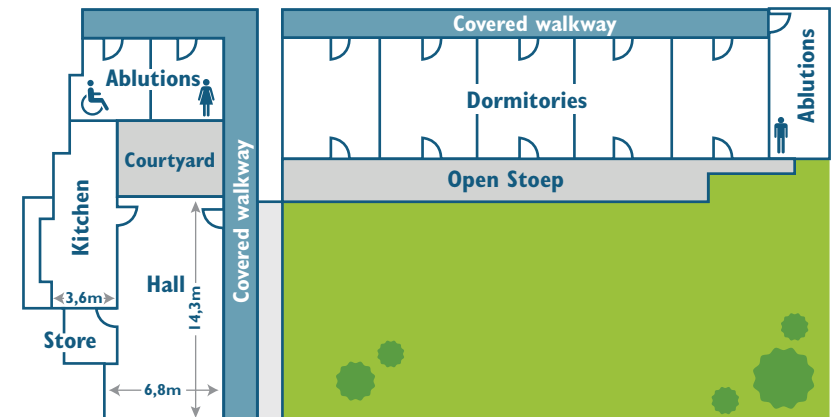 Covered walkway
Ablutions
Ablutions
Dormitories
Courtyard
Open Stoep
Covered walkway
Kitchen
Hall
3,6m
14,3m
Store
6,8m